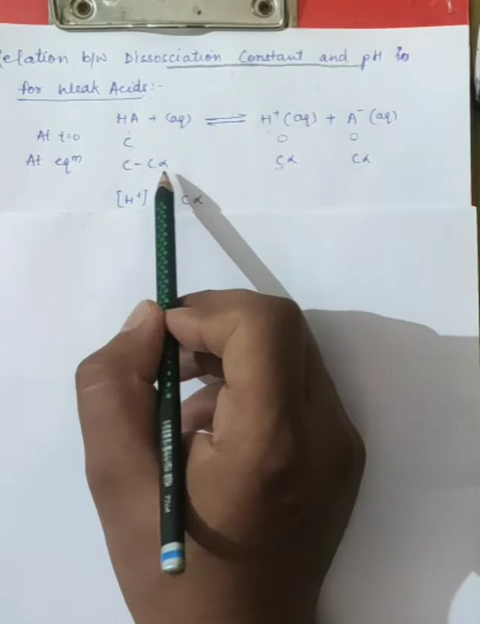 elation b/w Dissosciation Constant and pH is
for Weak Acids:-
HA + (aq) ⇌ H⁺(aq) + A⁻(aq)
At t=0 C 0 0
At eqᵐ C-Cα Cα Cα
[H⁺] Cα